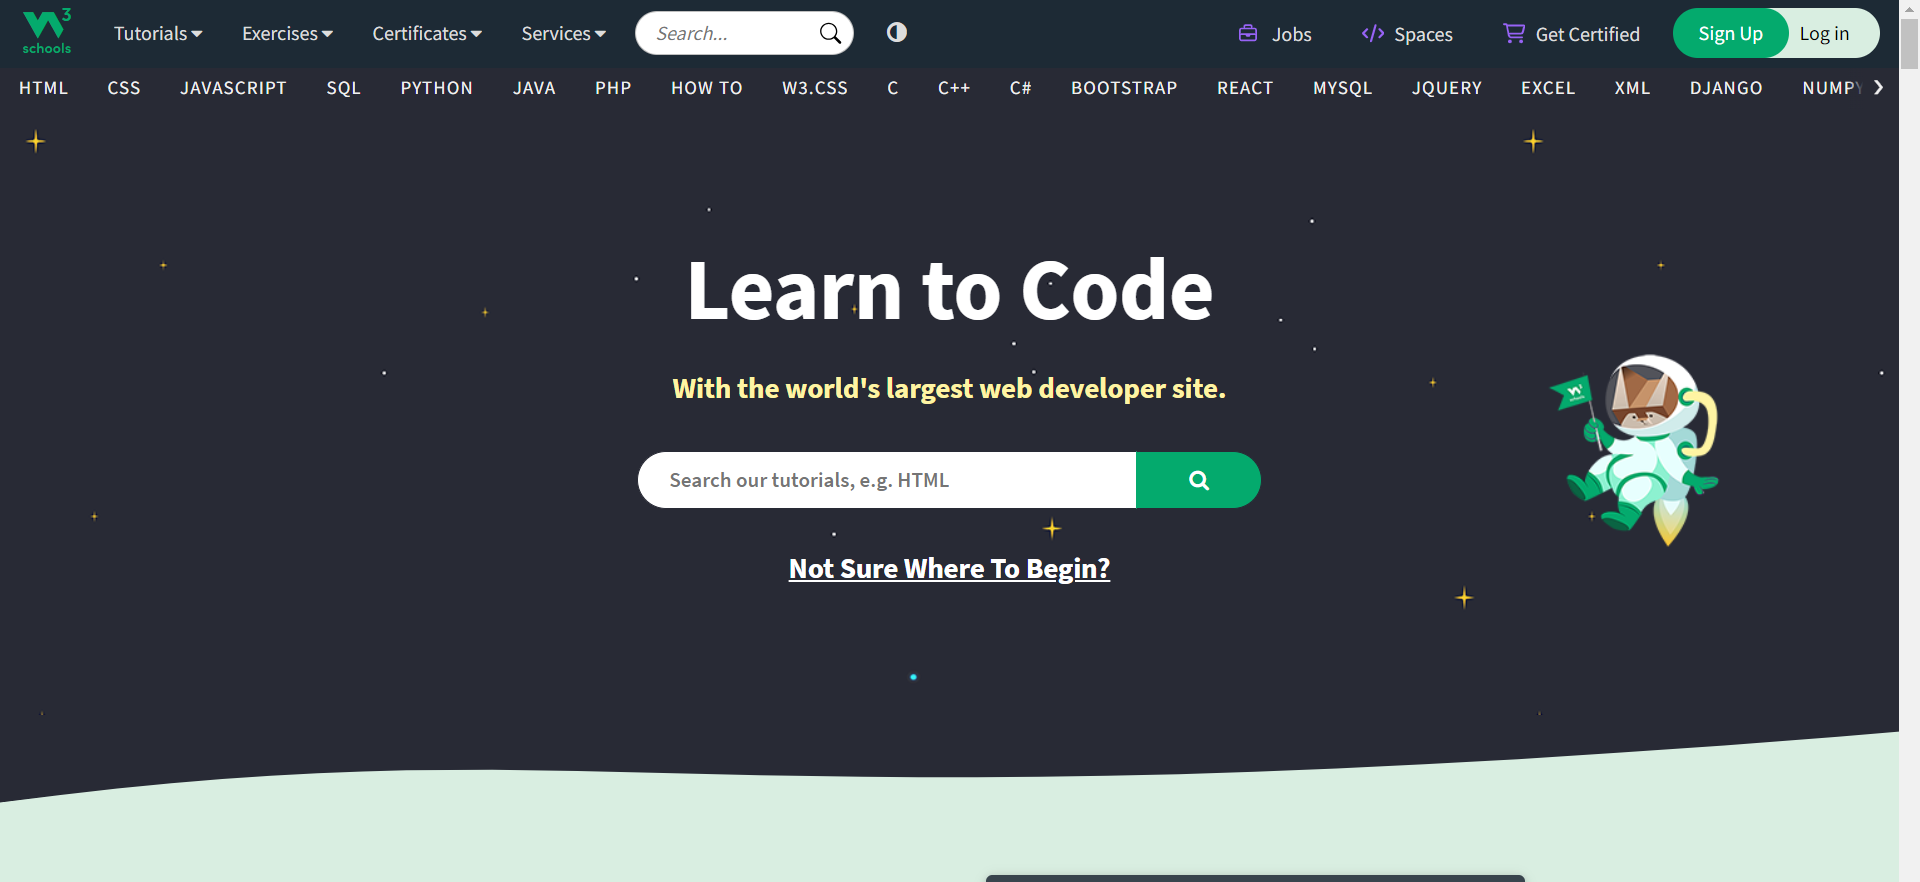 W3 schools
Tutorials Exercises Certificates Services Search... Jobs Spaces Get Certified Sign Up Log in
HTML CSS JAVASCRIPT SQL PYTHON JAVA PHP HOW TO W3.CSS C C++ C# BOOTSTRAP REACT MYSQL JQUERY EXCEL XML DJANGO NUMPY
Learn to Code
With the world's largest web developer site.
Search our tutorials, e.g. HTML
Not Sure Where To Begin?